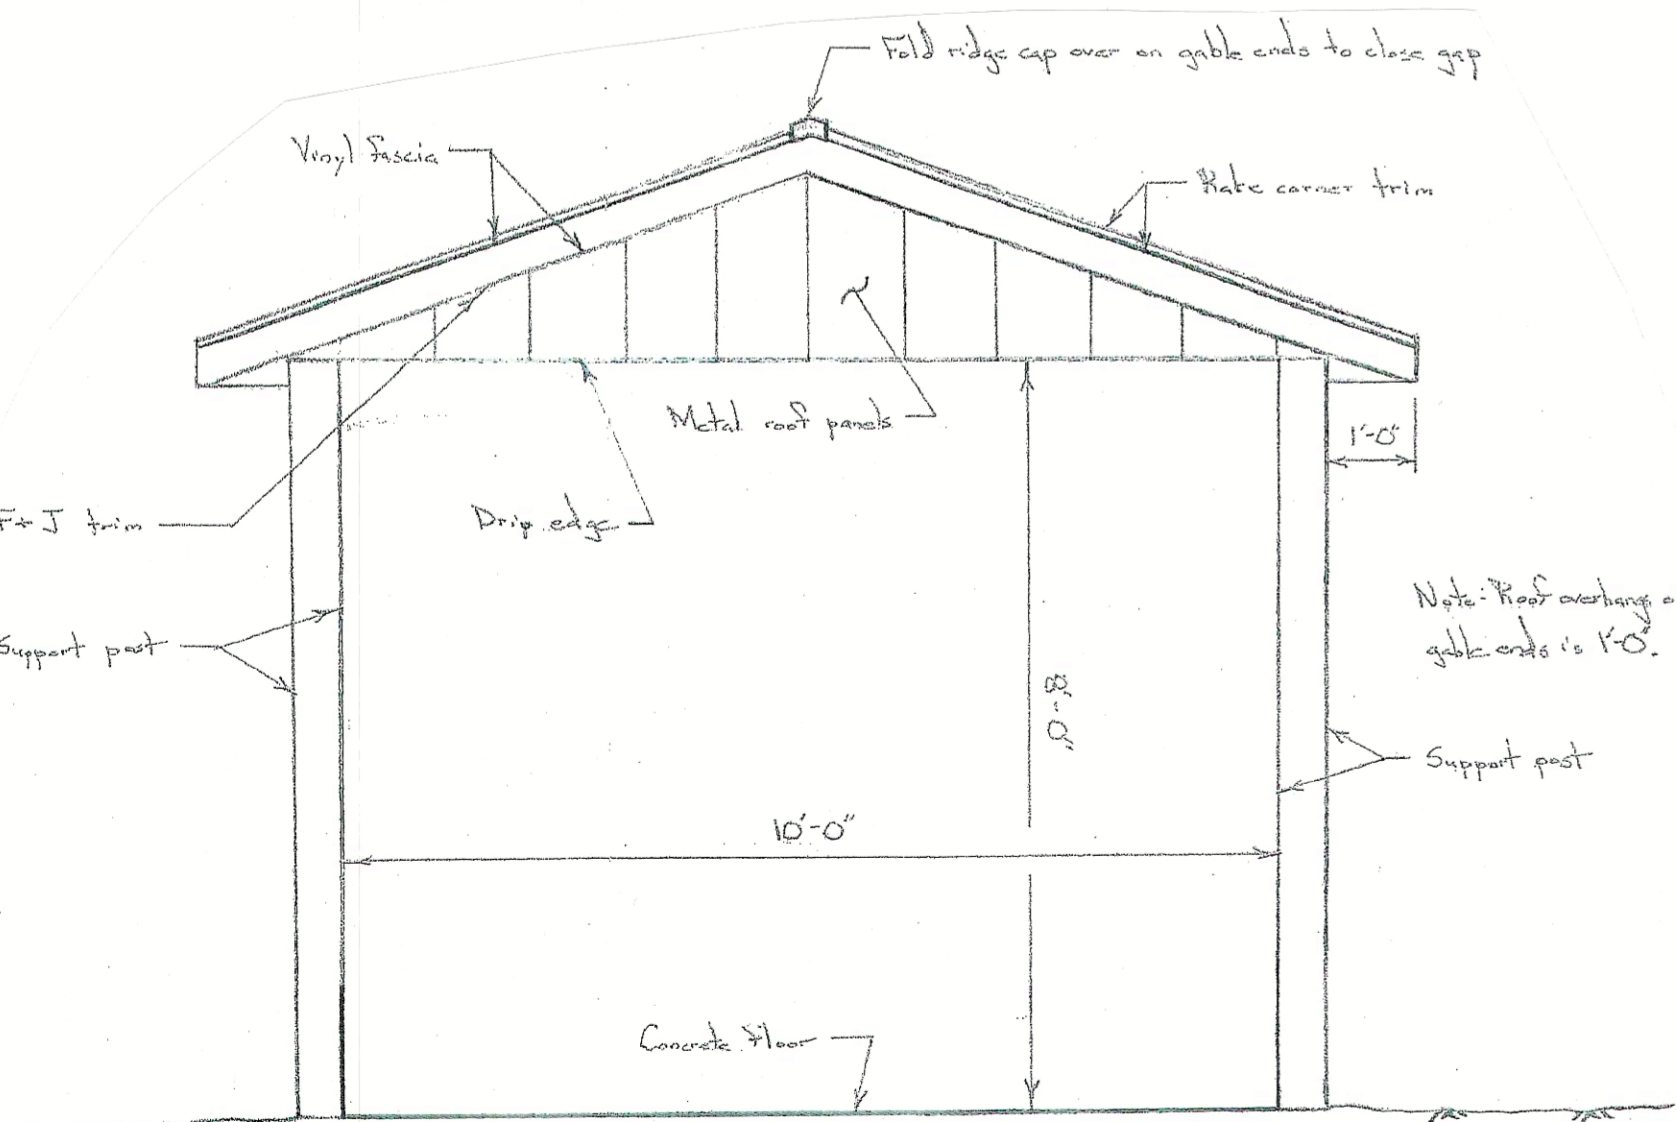 Fold ridge cap over on gable ends to close gap
Vinyl fascia
Rake corner trim
Metal roof panels
1'-0"
F+J trim
Drip edge
Note: Roof overhang o
gable ends is 1'-0".
Support post
8'-0"
Support post
10'-0"
Concrete floor